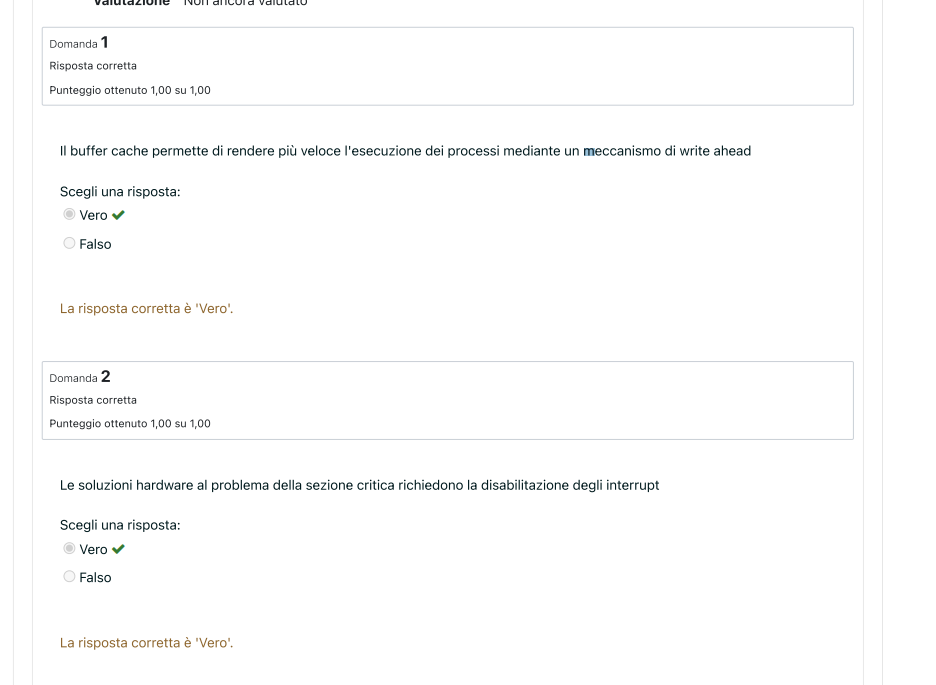 Valutazione Non ancora valutato
Domanda 1
Risposta corretta
Punteggio ottenuto 1,00 su 1,00
Il buffer cache permette di rendere più veloce l'esecuzione dei processi mediante un meccanismo di write ahead
Scegli una risposta:
Vero
Falso
La risposta corretta è 'Vero'.
Domanda 2
Risposta corretta
Punteggio ottenuto 1,00 su 1,00
Le soluzioni hardware al problema della sezione critica richiedono la disabilitazione degli interrupt
Scegli una risposta:
Vero
Falso
La risposta corretta è 'Vero'.